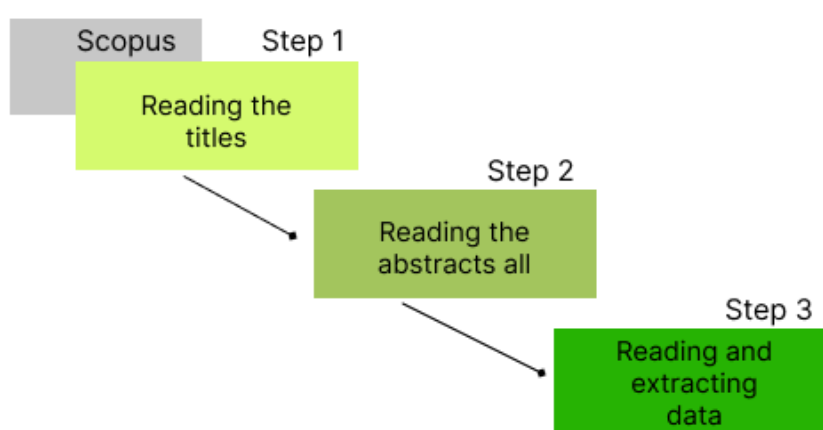 Scopus
Step 1
Reading the
titles
Step 2
Reading the
abstracts all
Step 3
Reading and
extracting
data